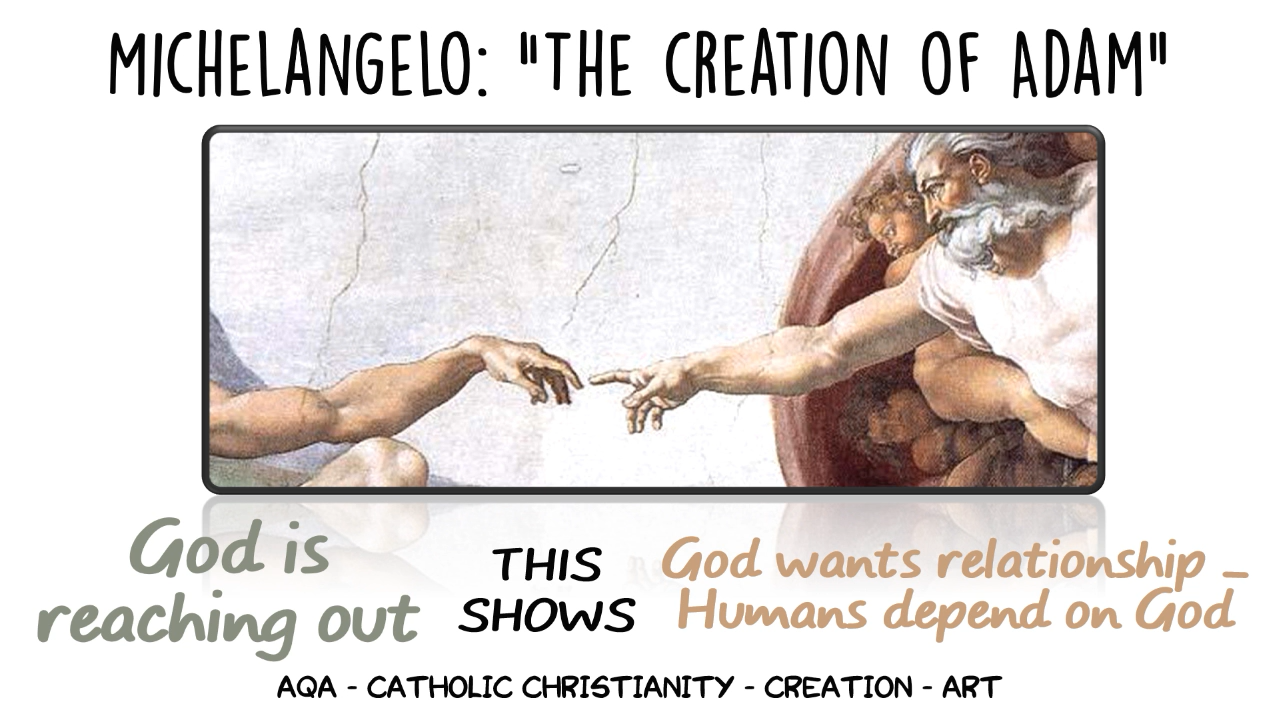 MICHELANGELO: "THE CREATION OF ADAM"
God is
reaching out
THIS
SHOWS
God wants relationship –
Humans depend on God
AQA - CATHOLIC CHRISTIANITY - CREATION - ART